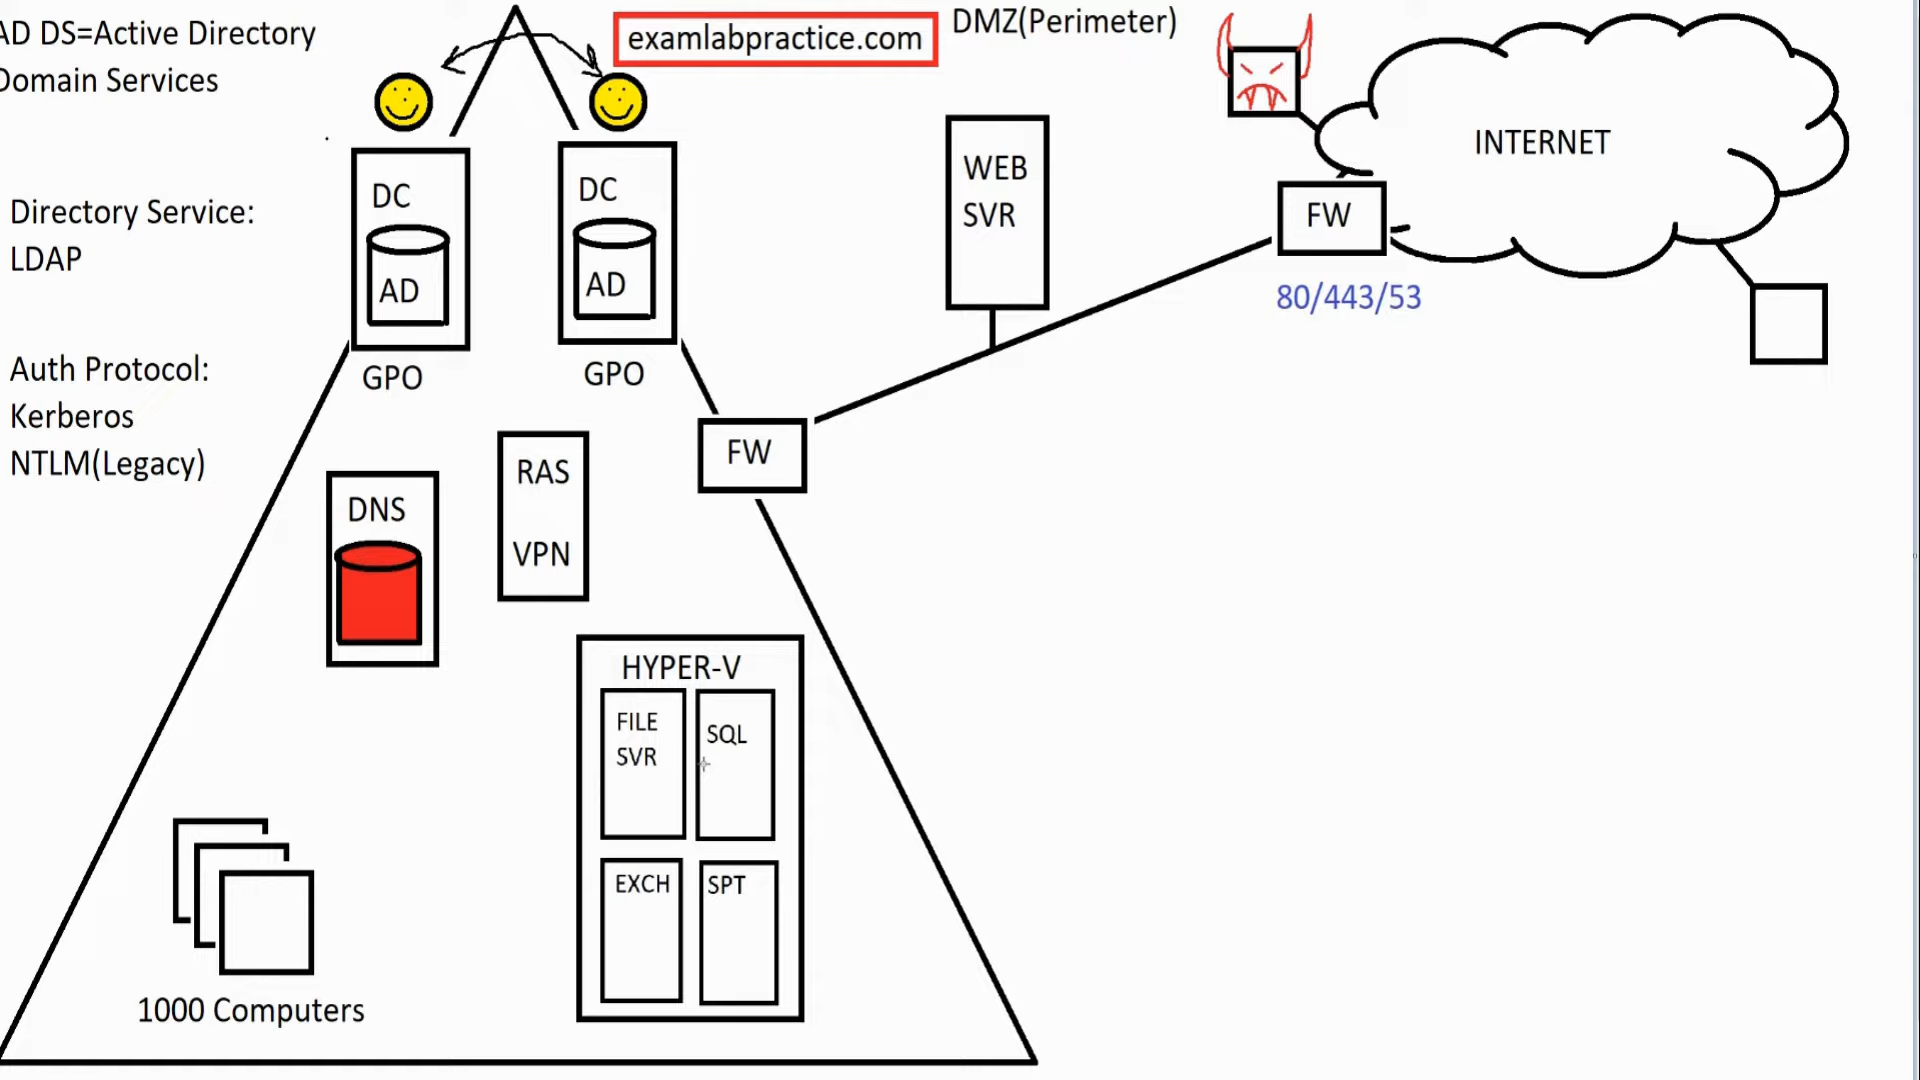 AD DS=Active Directory
Domain Services
examlabpractice.com
DMZ(Perimeter)
INTERNET
WEB
SVR
FW
80/443/53
Directory Service:
LDAP
DC
AD
GPO
DC
AD
GPO
Auth Protocol:
Kerberos
NTLM(Legacy)
FW
RAS
VPN
DNS
HYPER-V
FILE
SVR
SQL
EXCH
SPT
1000 Computers